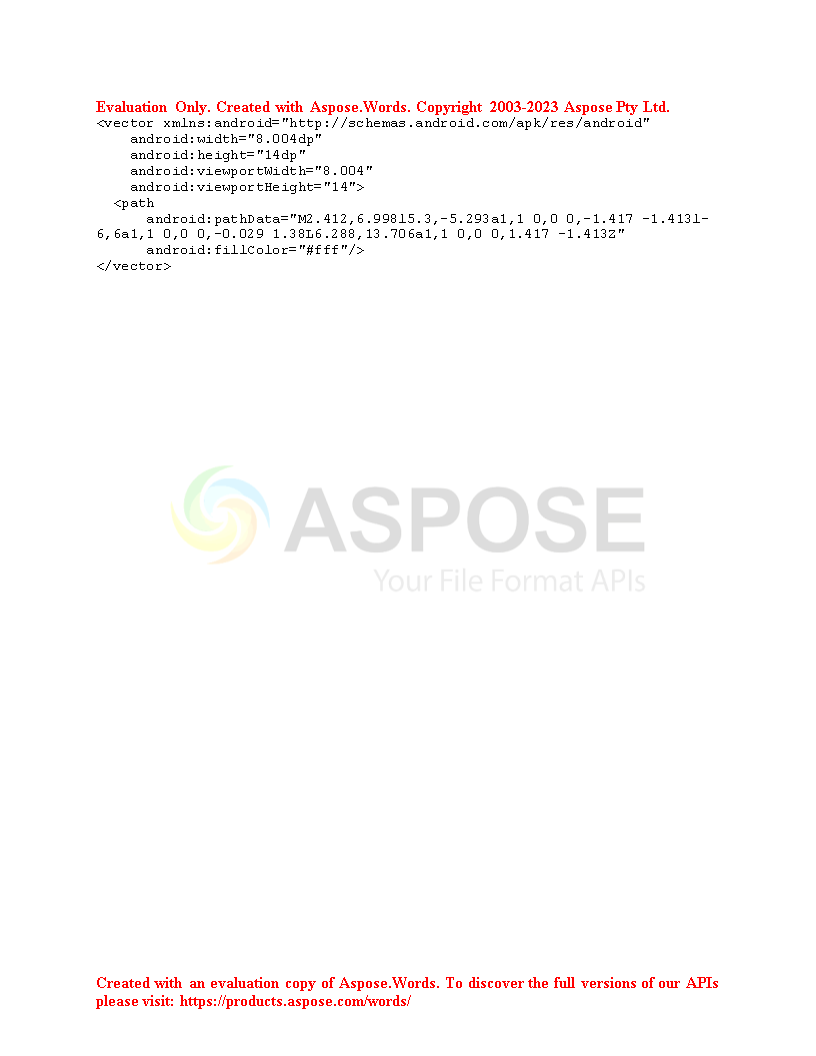 Evaluation Only. Created with Aspose.Words. Copyright 2003-2023 Aspose Pty Ltd.
<vector xmlns:android="http://schemas.android.com/apk/res/android"
    android:width="8.004dp"
    android:height="14dp"
    android:viewportWidth="8.004"
    android:viewportHeight="14">
  <path
      android:pathData="M2.412,6.998l5.3,-5.293a1,1 0,0 0,-1.417 -1.413l-
6,6a1,1 0,0 0,-0.029 1.38L6.288,13.706a1,1 0,0 0,1.417 -1.413Z"
      android:fillColor="#fff"/>
</vector>
ASPOSE
Your File Format APIs
Created with an evaluation copy of Aspose.Words. To discover the full versions of our APIs
please visit: https://products.aspose.com/words/